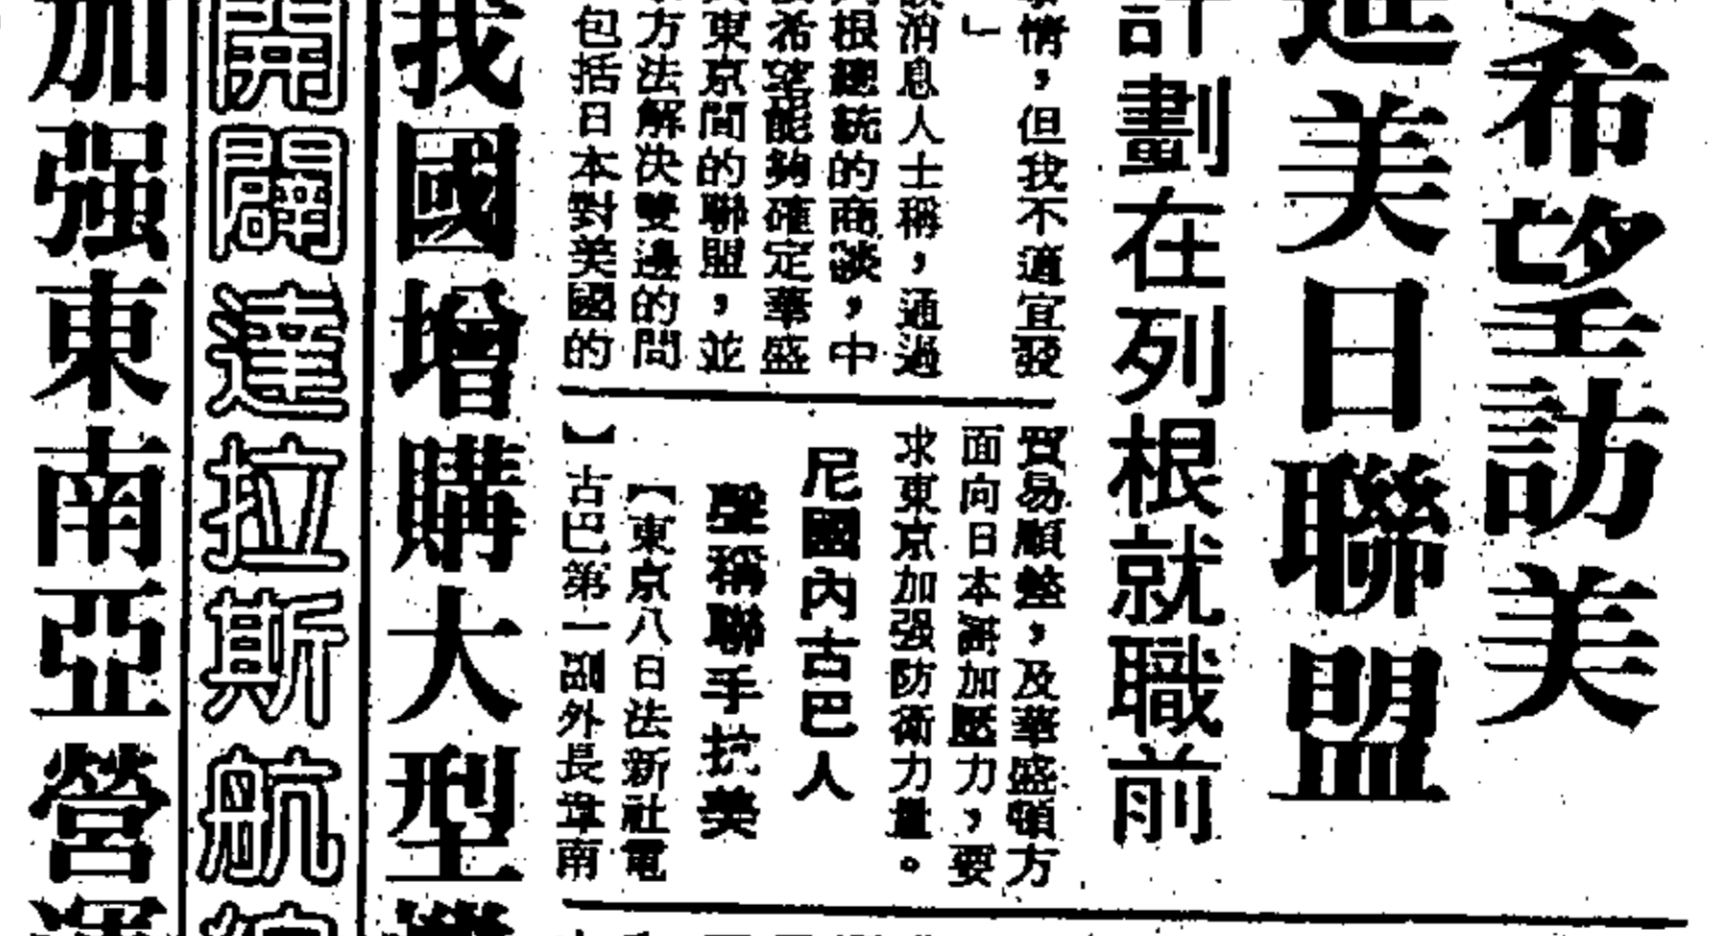 希望訪美
進美日聯盟
計劃在列根就職前
事情，但我不適宜發
」
消息人士稱，通過
根總統的商談，中
希望能夠確定華盛
東京間的聯盟，並
方法解決雙邊的問
包括日本對美國的
貿易順差，及華盛頓方
面向日本施加壓力，要
求東京加强防衛力量。
尼國內古巴人
聲稱聯手抗美
【東京八日法新社電
】古巴第一副外長韋南
我國增購大型機
開闢達拉斯航線
加强東南亞營運